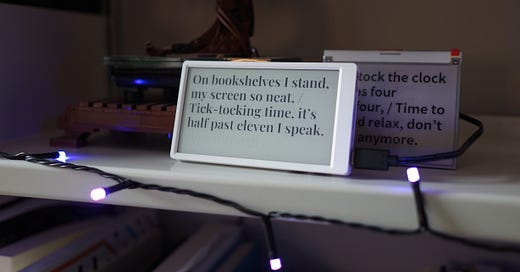 On bookshelves I stand,
my screen so neat, /
Tick-tocking time, it's
half past eleven I speak.
tock the clock
s four
four, / Time to
d relax, don't
anymore.